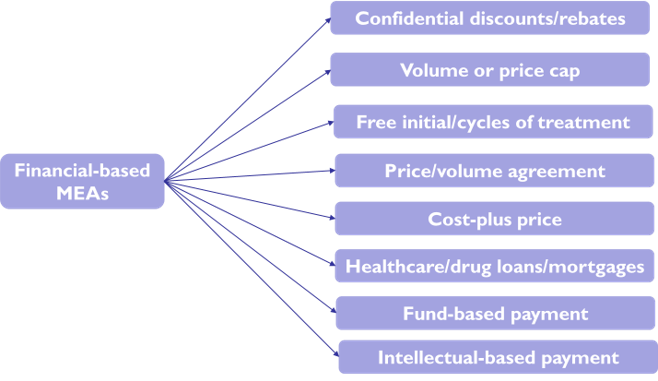 Confidential discounts/rebates
Volume or price cap
Free initial/cycles of treatment
Financial-based
MEAs
Price/volume agreement
Cost-plus price
Healthcare/drug loans/mortgages
Fund-based payment
Intellectual-based payment